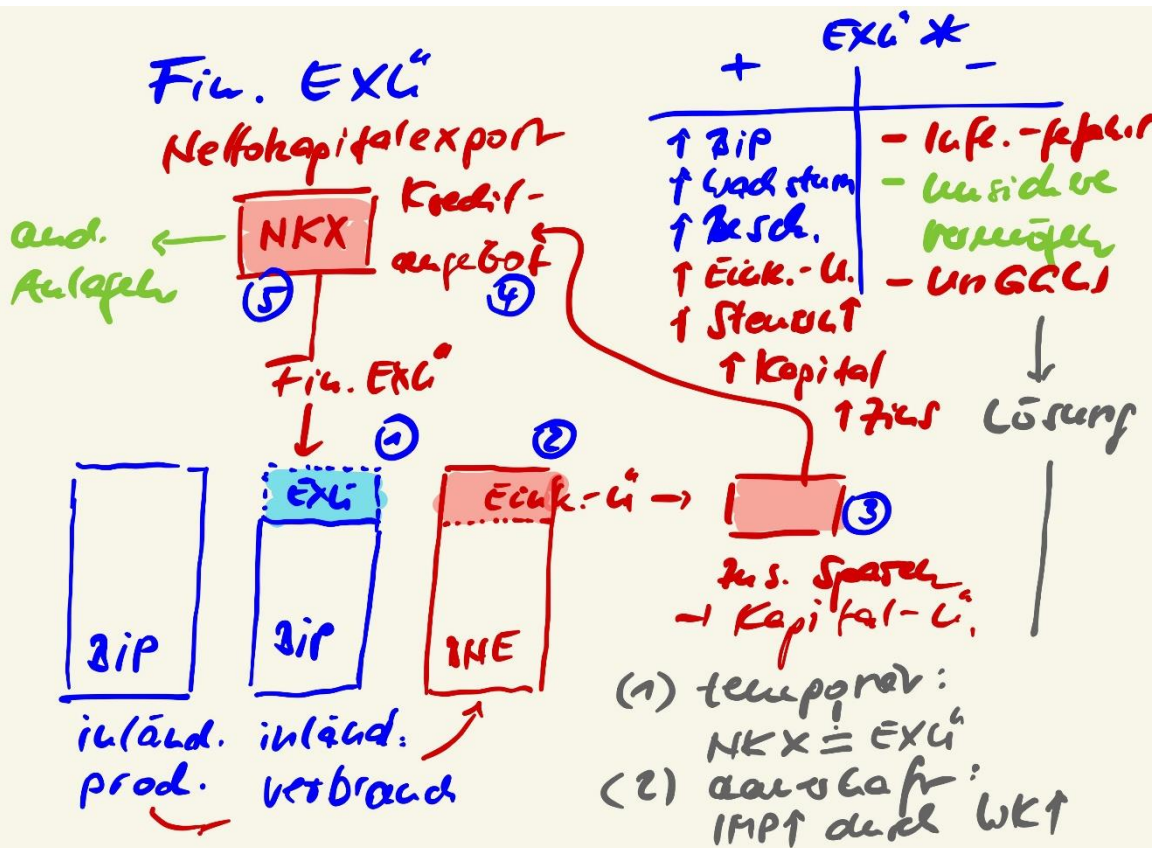 Fin. EXÜ
Nettokapitalexport
NKX
Kredit-
angebot
④
⑤
and.
Anlagen
Fin. EXÜ
①
EXÜ
BiP
BiP
②
Eink.-Ü →
BNE
③
zus. Sparen
→ Kapital-Ü.
inländ.
prod.
inländ.
verbrauch
EXÜ *
+
-
↑ BiP
↑ Wachstum
↑ Besch.
↑ Eink.-Ü.
↑ Steuern ↑
↑ Kapital
↑ Zins
- Infl.-gefahr
- unsichere
vermögen
- UnGGLs
↓
Lösung
(1) temporär:
NKX ≐ EXÜ
(2) dauerhaft:
IMP↑ durch WK↑